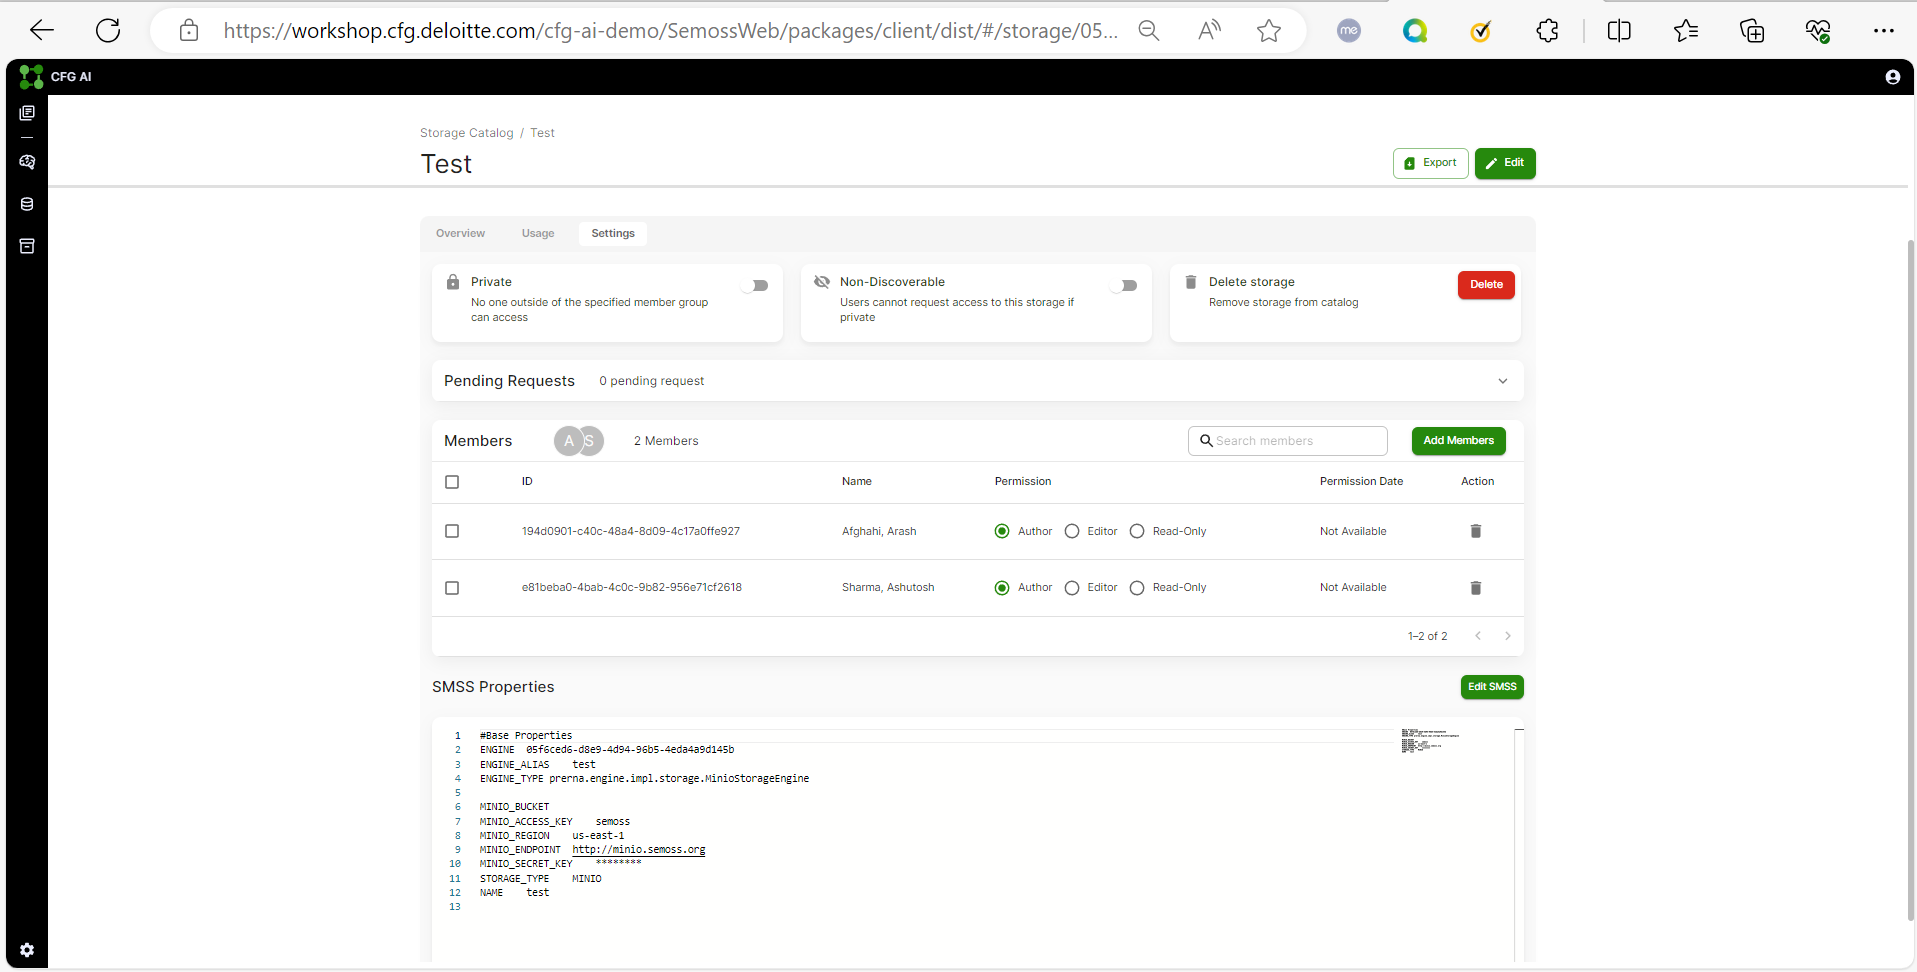 https://workshop.cfg.deloitte.com/cfg-ai-demo/SemossWeb/packages/client/dist/#/storage/05...
me
CFG AI
Storage Catalog / Test
Test
Export
Edit
Overview
Usage
Settings
Private
No one outside of the specified member group
can access
Non-Discoverable
Users cannot request access to this storage if
private
Delete storage
Remove storage from catalog
Delete
Pending Requests 0 pending request
Members A S 2 Members
Search members
Add Members
ID Name Permission Permission Date Action
194d0901-c40c-48a4-8d09-4c17a0ffe927 Afghahi, Arash Author Editor Read-Only Not Available
e81beba0-4bab-4c0c-9b82-956e71cf2618 Sharma, Ashutosh Author Editor Read-Only Not Available
1–2 of 2
SMSS Properties
Edit SMSS
1 #Base Properties
2 ENGINE 05f6ced6-d8e9-4d94-96b5-4eda4a9d145b
3 ENGINE_ALIAS test
4 ENGINE_TYPE prerna.engine.impl.storage.MinioStorageEngine
5
6 MINIO_BUCKET
7 MINIO_ACCESS_KEY semoss
8 MINIO_REGION us-east-1
9 MINIO_ENDPOINT http://minio.semoss.org
10 MINIO_SECRET_KEY ********
11 STORAGE_TYPE MINIO
12 NAME test
13